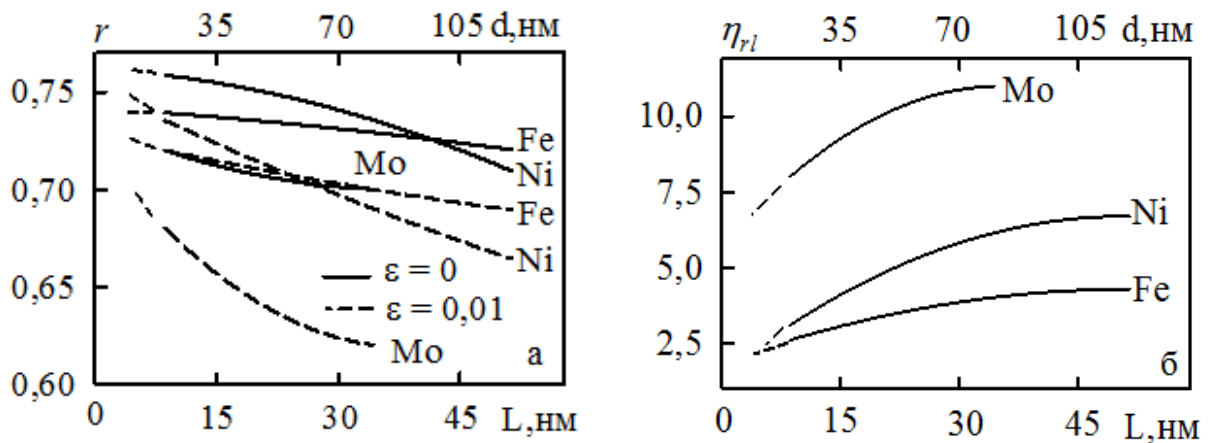 r 35 70 105 d,нм
0,75
0,70
0,65
0,60
Fe
Ni
Mo
Fe
Ni
ε = 0
ε = 0,01
Mo
а
0 15 30 45 L,нм
η_rl 35 70 105 d,нм
10,0
7,5
5,0
2,5
Mo
Ni
Fe
б
0 15 30 45 L,нм